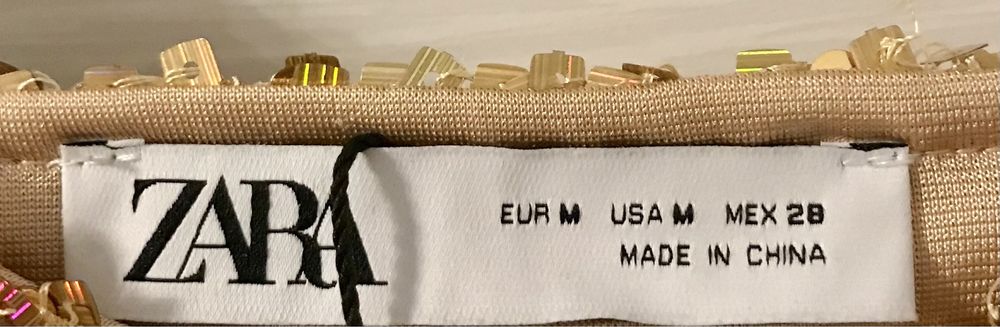 ZARA
EUR M USA M MEX 28
MADE IN CHINA